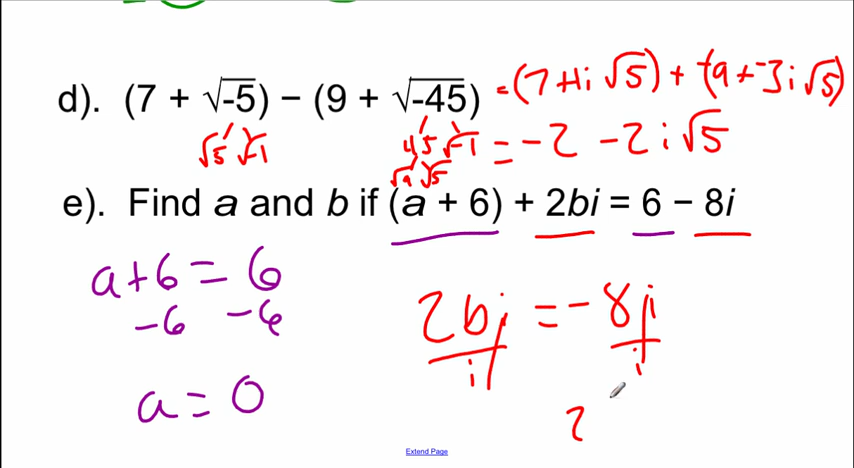 d). (7 + √-5) − (9 + √-45) = (7 + 1i √5) + (-9 + -3i √5)
√5 √-1
45 √-1 = -2 - 2i √5
√9 √5
e). Find a and b if (a + 6) + 2bi = 6 − 8i
a + 6 = 6
-6 -6
2bi = -8i
i i
a = 0
2
Extend Page